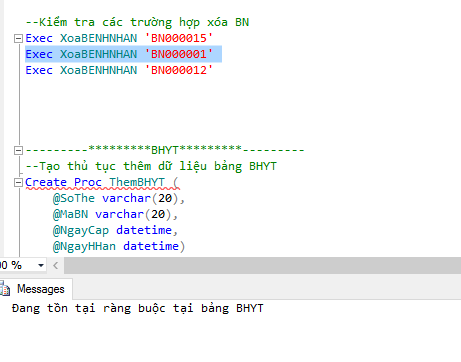 --Kiểm tra các trường hợp xóa BN
Exec XoaBENHNHAN 'BN000015'
Exec XoaBENHNHAN 'BN000001'
Exec XoaBENHNHAN 'BN000012'
---------*********BHYT*********---------
--Tạo thủ tục thêm dữ liệu bảng BHYT
Create Proc ThemBHYT (
@SoThe varchar(20),
@MaBN varchar(20),
@NgayCap datetime,
@NgayHHan datetime)
00 %
Messages
Đang tồn tại ràng buộc tại bảng BHYT